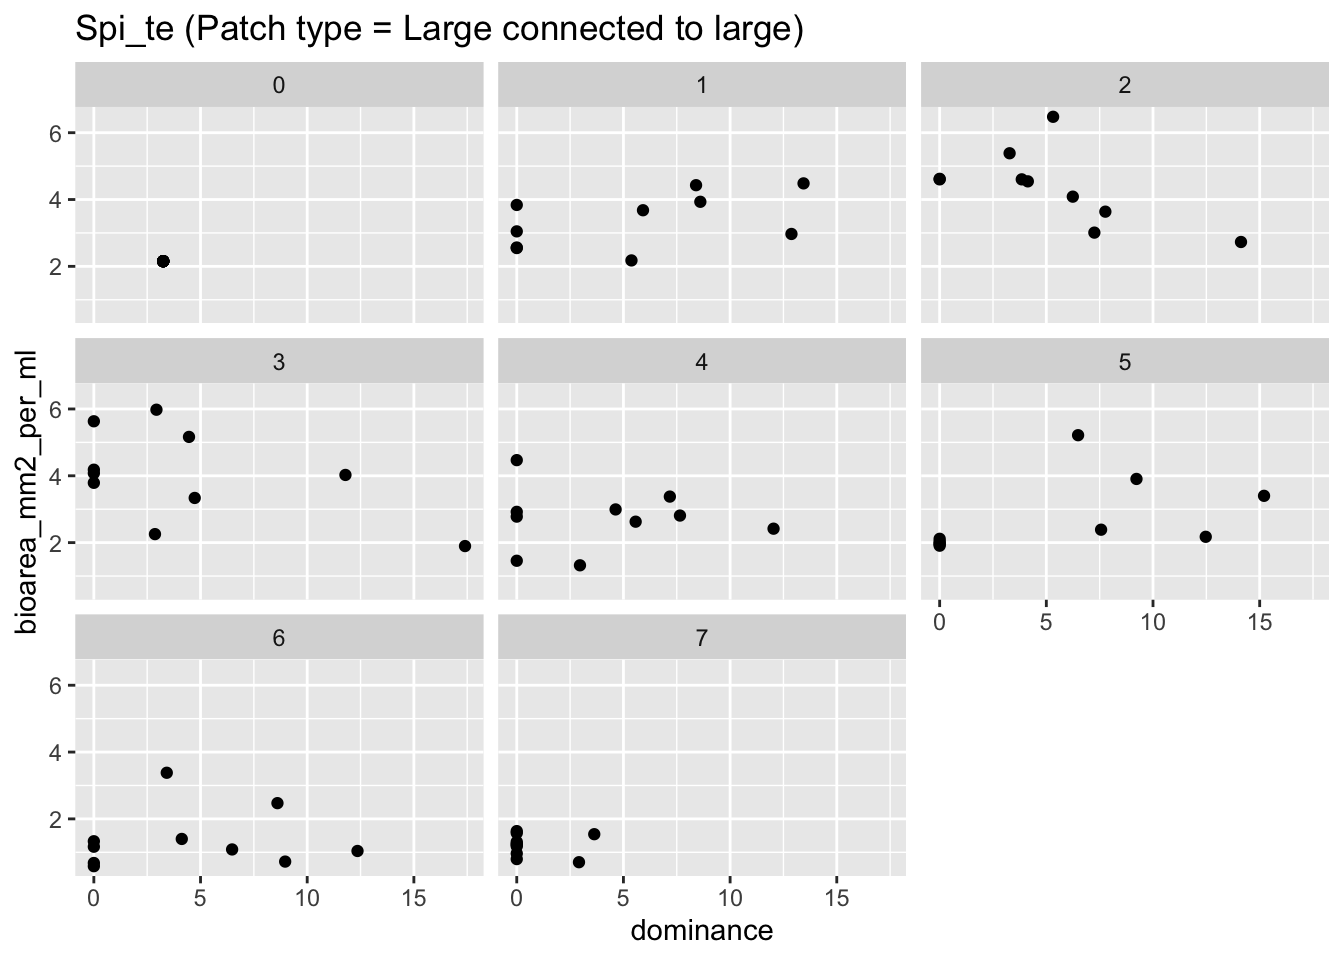 Spi_te (Patch type = Large connected to large)
0 1 2
6
4
2
3 4 5
6
4
2
0 5 10 15
6 7
6
4
2
0 5 10 15 0 5 10 15
bioarea_mm2_per_ml
dominance